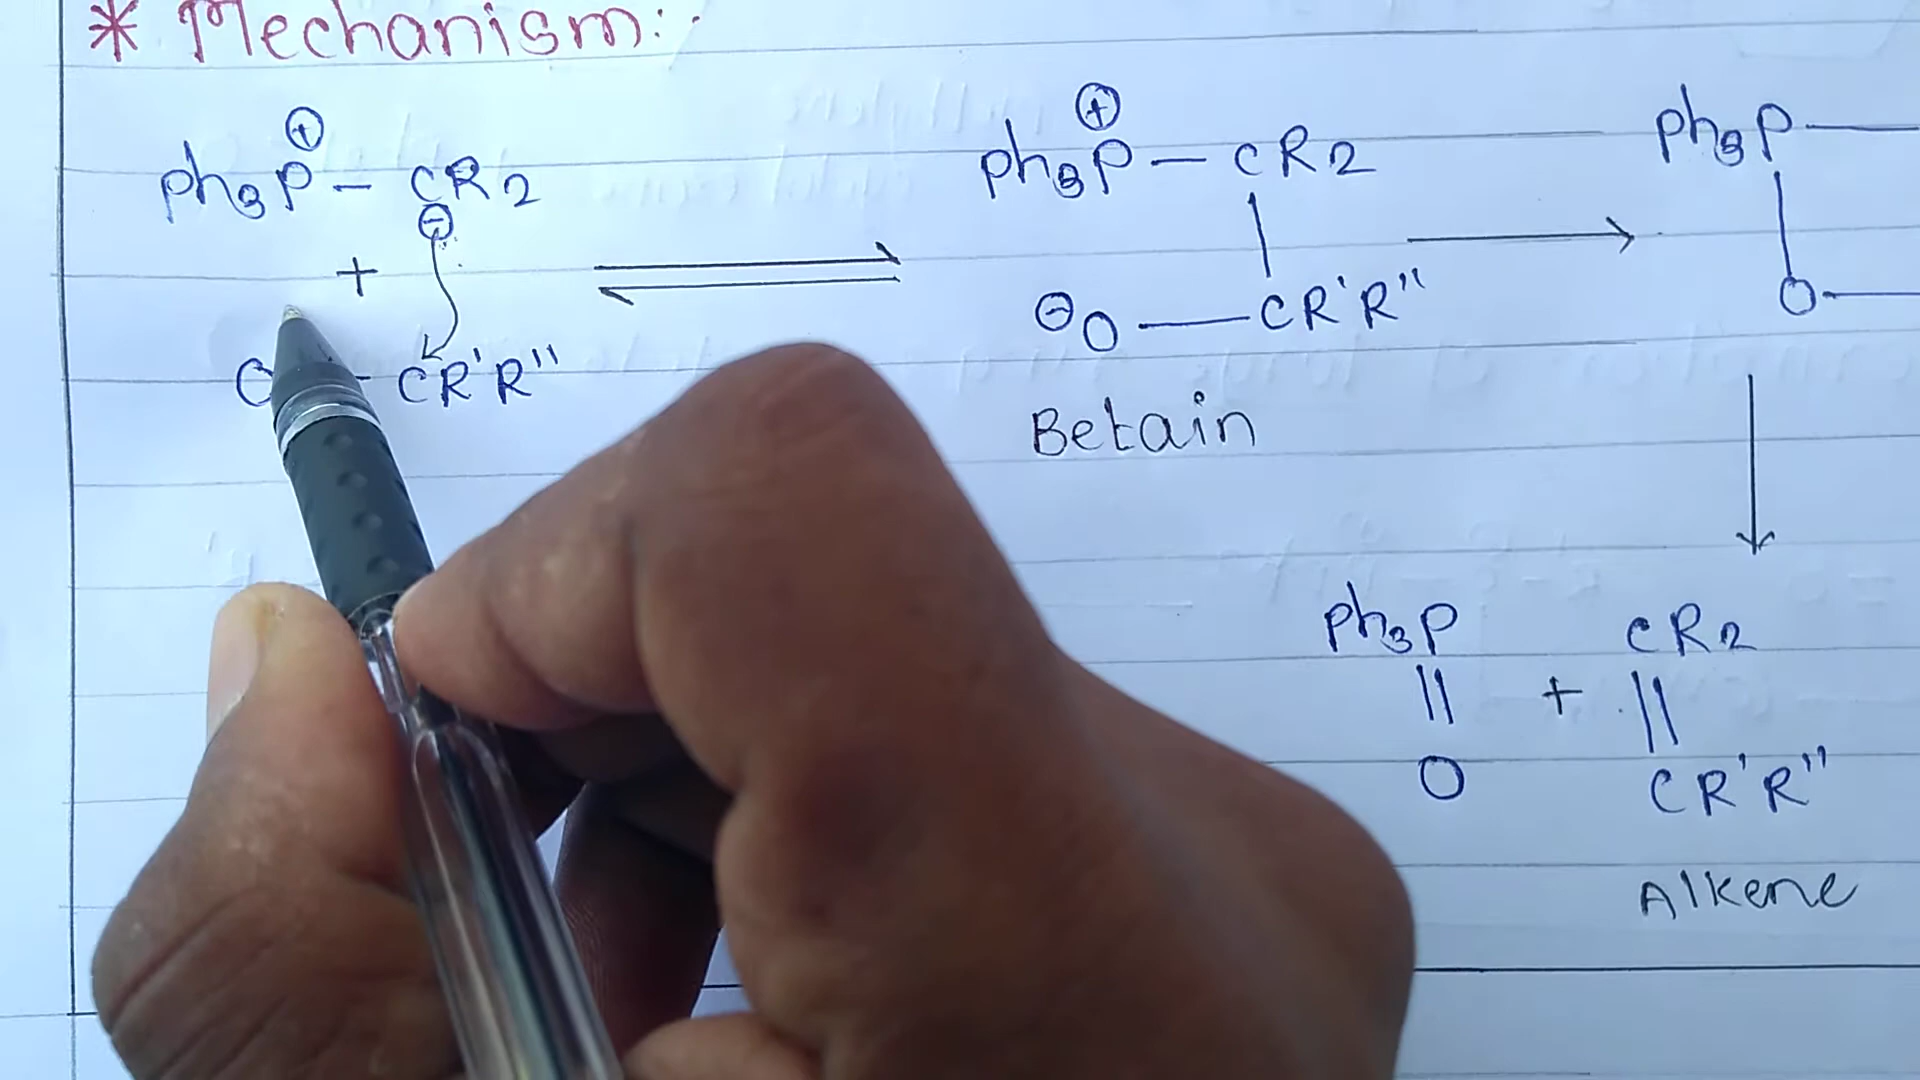 * Mechanism:-
⊕ ⊕
Ph3P — CR2 Ph3P — CR2 Ph3P —
⊖
+ ⇌ →
O CR'R" ⊖O — CR'R" O —
Betain
↓
Ph3P CR2
|| + ||
O CR'R"
Alkene